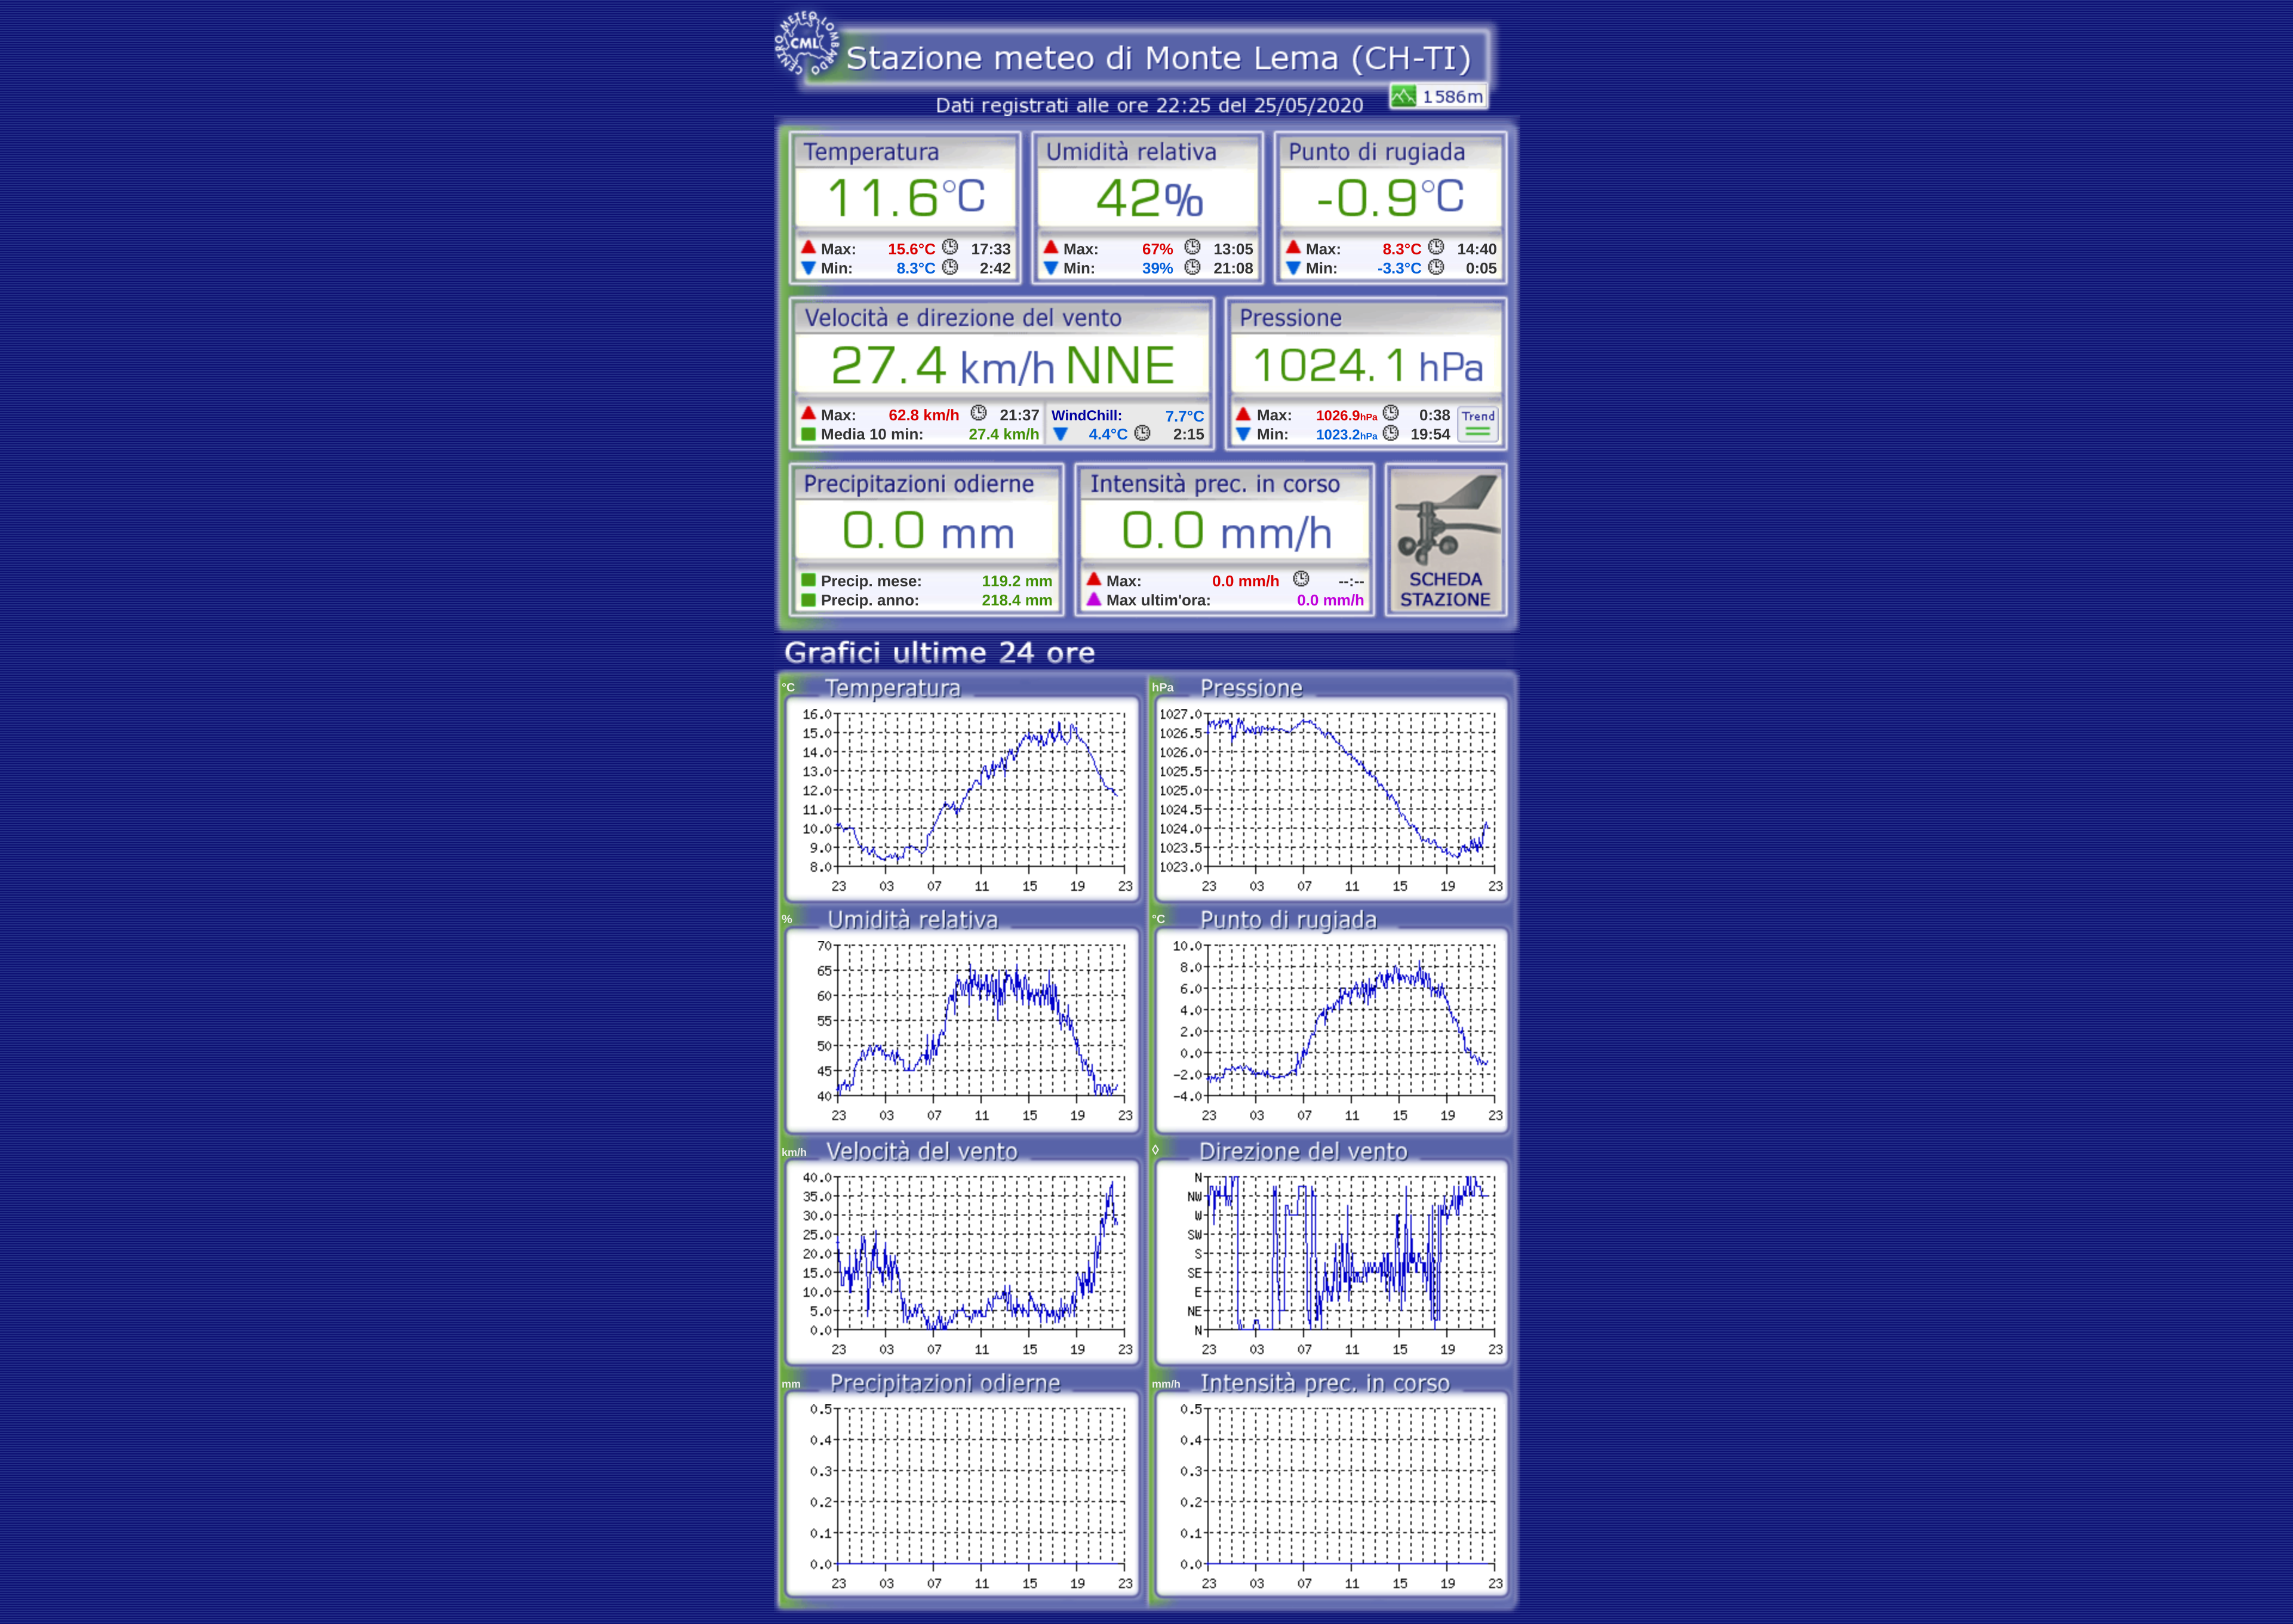 CENTRO METEO LOMBARDO
CML
Stazione meteo di Monte Lema (CH-TI)
Dati registrati alle ore 22:25 del 25/05/2020
1586m
Temperatura
11.6°C
Max: 15.6°C 17:33
Min: 8.3°C 2:42
Umidità relativa
42%
Max: 67% 13:05
Min: 39% 21:08
Punto di rugiada
-0.9°C
Max: 8.3°C 14:40
Min: -3.3°C 0:05
Velocità e direzione del vento
27.4 km/h NNE
Max: 62.8 km/h 21:37
Media 10 min: 27.4 km/h
WindChill: 7.7°C
4.4°C 2:15
Pressione
1024.1 hPa
Max: 1026.9hPa 0:38
Min: 1023.2hPa 19:54
Trend
Precipitazioni odierne
0.0 mm
Precip. mese: 119.2 mm
Precip. anno: 218.4 mm
Intensità prec. in corso
0.0 mm/h
Max: 0.0 mm/h --:--
Max ultim'ora: 0.0 mm/h
SCHEDA
STAZIONE
Grafici ultime 24 ore
°C Temperatura
16.0
15.0
14.0
13.0
12.0
11.0
10.0
9.0
8.0
23 03 07 11 15 19 23
hPa Pressione
1027.0
1026.5
1026.0
1025.5
1025.0
1024.5
1024.0
1023.5
1023.0
23 03 07 11 15 19 23
% Umidità relativa
70
65
60
55
50
45
40
23 03 07 11 15 19 23
°C Punto di rugiada
10.0
8.0
6.0
4.0
2.0
0.0
-2.0
-4.0
23 03 07 11 15 19 23
km/h Velocità del vento
40.0
35.0
30.0
25.0
20.0
15.0
10.0
5.0
0.0
23 03 07 11 15 19 23
◊ Direzione del vento
N
NW
W
SW
S
SE
E
NE
N
23 03 07 11 15 19 23
mm Precipitazioni odierne
0.5
0.4
0.3
0.2
0.1
0.0
23 03 07 11 15 19 23
mm/h Intensità prec. in corso
0.5
0.4
0.3
0.2
0.1
0.0
23 03 07 11 15 19 23